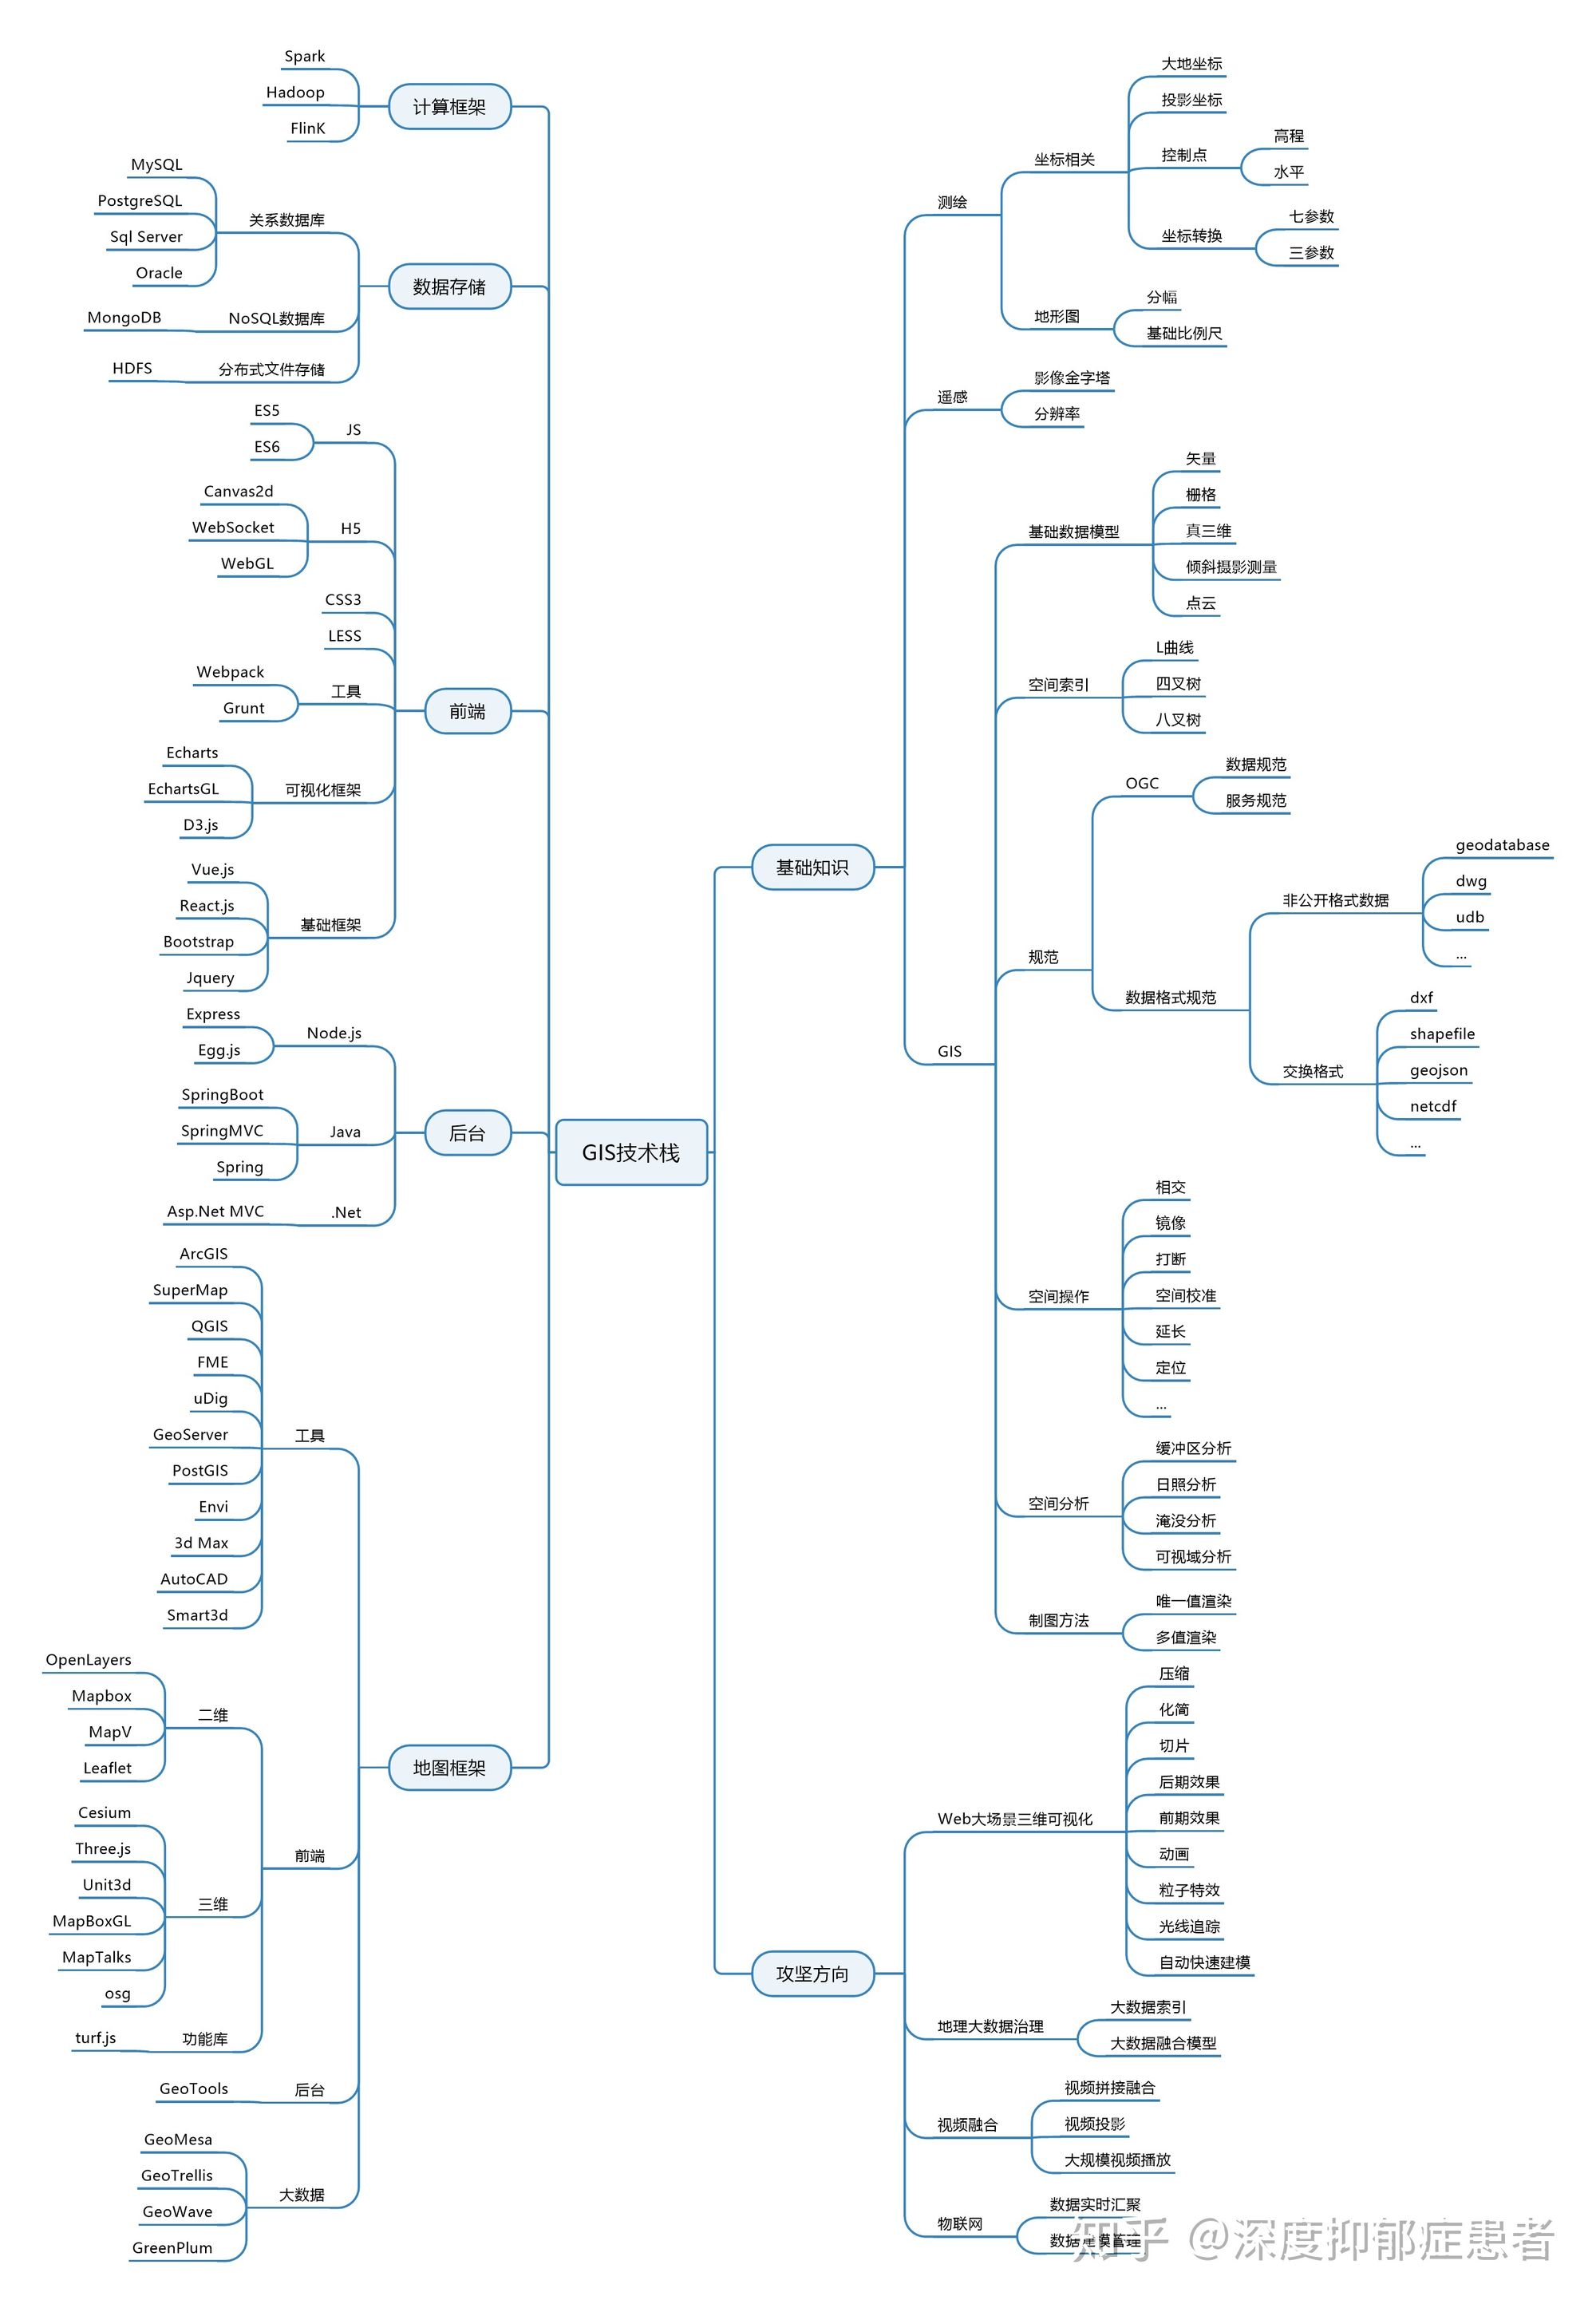 GIS技术栈
计算框架
Spark
Hadoop
FlinK
数据存储
关系数据库
MySQL
PostgreSQL
Sql Server
Oracle
NoSQL数据库
MongoDB
分布式文件存储
HDFS
前端
JS
ES5
ES6
H5
Canvas2d
WebSocket
WebGL
CSS3
LESS
工具
Webpack
Grunt
可视化框架
Echarts
EchartsGL
D3.js
基础框架
Vue.js
React.js
Bootstrap
Jquery
后台
Node.js
Express
Egg.js
Java
SpringBoot
SpringMVC
Spring
.Net
Asp.Net MVC
地图框架
工具
ArcGIS
SuperMap
QGIS
FME
uDig
GeoServer
PostGIS
Envi
3d Max
AutoCAD
Smart3d
前端
二维
OpenLayers
Mapbox
MapV
Leaflet
三维
Cesium
Three.js
Unit3d
MapBoxGL
MapTalks
osg
功能库
turf.js
后台
GeoTools
大数据
GeoMesa
GeoTrellis
GeoWave
GreenPlum
基础知识
测绘
坐标相关
大地坐标
投影坐标
控制点
高程
水平
坐标转换
七参数
三参数
地形图
分幅
基础比例尺
遥感
影像金字塔
分辨率
GIS
基础数据模型
矢量
栅格
真三维
倾斜摄影测量
点云
空间索引
L曲线
四叉树
八叉树
规范
OGC
数据规范
服务规范
数据格式规范
非公开格式数据
geodatabase
dwg
udb
...
交换格式
dxf
shapefile
geojson
netcdf
...
空间操作
相交
镜像
打断
空间校准
延长
定位
...
空间分析
缓冲区分析
日照分析
淹没分析
可视域分析
制图方法
唯一值渲染
多值渲染
攻坚方向
Web大场景三维可视化
压缩
化简
切片
后期效果
前期效果
动画
粒子特效
光线追踪
自动快速建模
地理大数据治理
大数据索引
大数据融合模型
视频融合
视频拼接融合
视频投影
大规模视频播放
物联网
数据实时汇聚
数据建模管理
知乎 @深度抑郁症患者